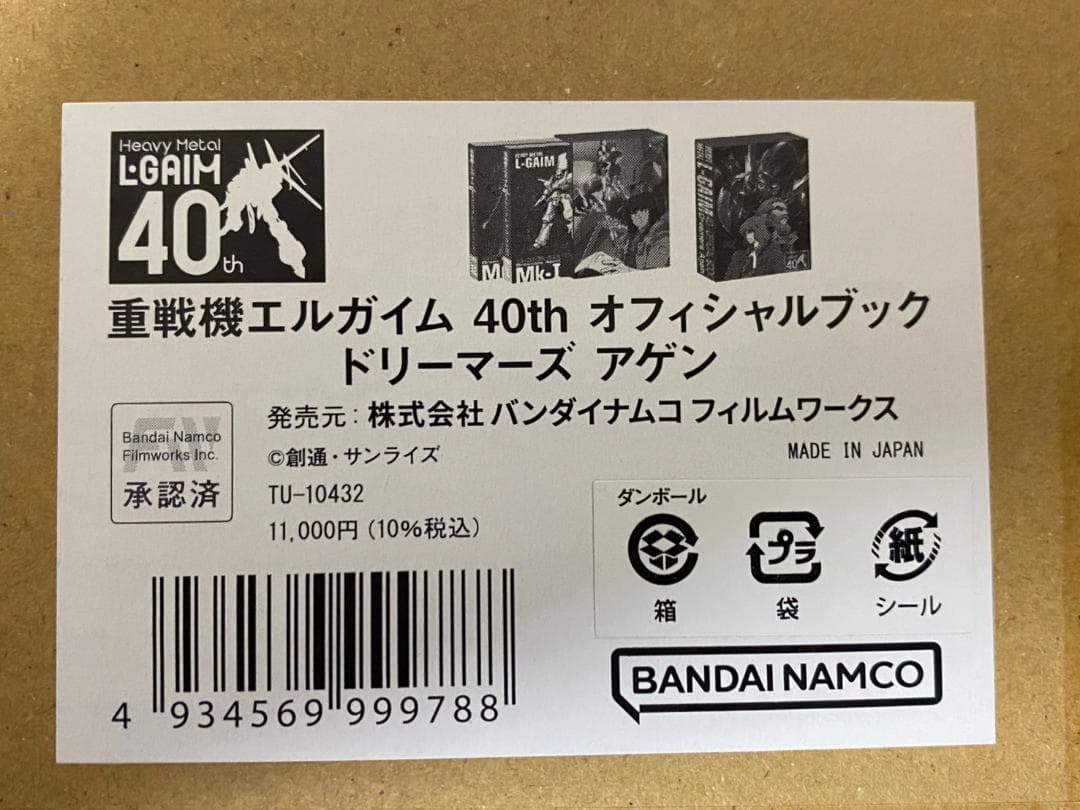 Heavy Metal
L-GAIM
40th
HEAVY METAL
L-GAIM
Mk-I
重戦機エルガイム 40th オフィシャルブック
ドリーマーズ アゲン
Bandai Namco
Filmworks Inc.
承認済
発売元：株式会社 バンダイナムコ フィルムワークス
©創通・サンライズ
MADE IN JAPAN
TU-10432
11,000円（10％税込）
ダンボール
プラ
紙
箱
袋
シール
4 934569 999788
BANDAI NAMCO